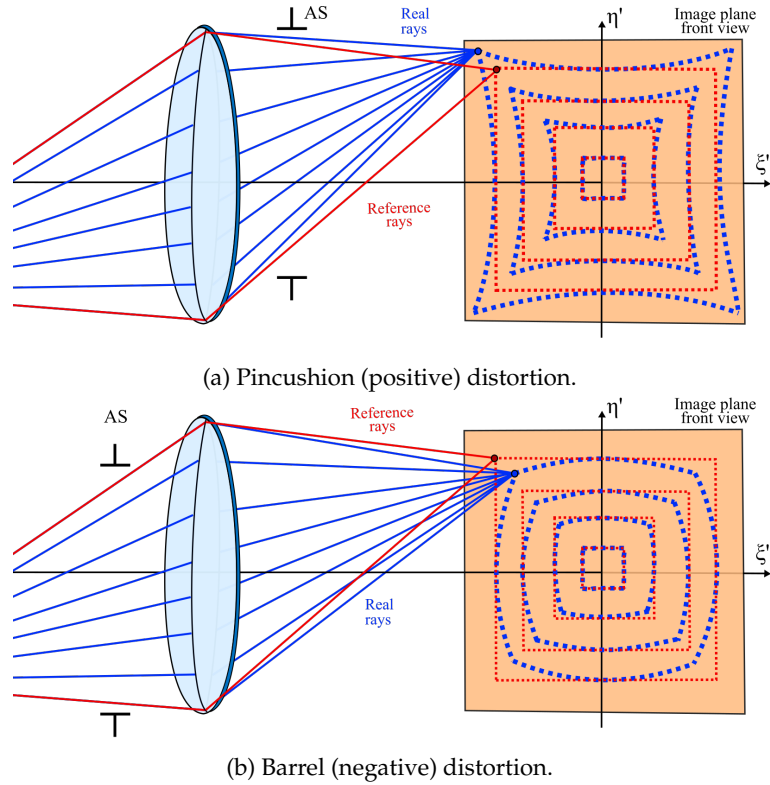 AS
Real
rays
η'
Image plane
front view
ξ'
Reference
rays
(a) Pincushion (positive) distortion.
AS
Reference
rays
η'
Image plane
front view
ξ'
Real
rays
(b) Barrel (negative) distortion.